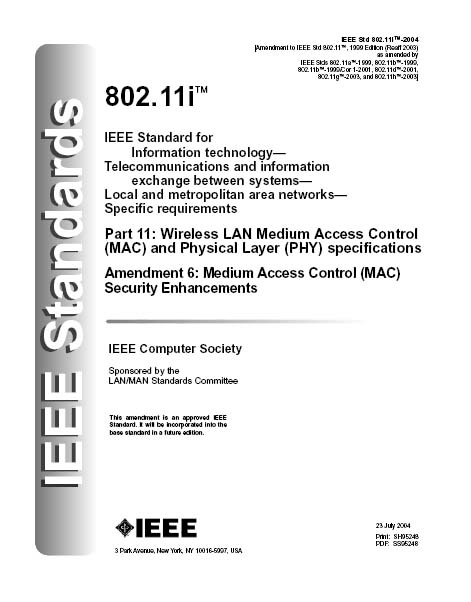 IEEE Std 802.11i™-2004
[Amendment to IEEE Std 802.11™, 1999 Edition (Reaff 2003)
as amended by
IEEE Stds 802.11a™-1999, 802.11b™-1999,
802.11b™-1999/Cor 1-2001, 802.11d™-2001,
802.11g™-2003, and 802.11h™-2003]
802.11i™
IEEE Standard for
Information technology—
Telecommunications and information
exchange between systems—
Local and metropolitan area networks—
Specific requirements
Part 11: Wireless LAN Medium Access Control
(MAC) and Physical Layer (PHY) specifications
Amendment 6: Medium Access Control (MAC)
Security Enhancements
IEEE Standards
IEEE Computer Society
Sponsored by the
LAN/MAN Standards Committee
This amendment is an approved IEEE
Standard. It will be incorporated into the
base standard in a future edition.
IEEE
3 Park Avenue, New York, NY 10016-5997, USA
23 July 2004
Print: SH95248
PDF: SS95248